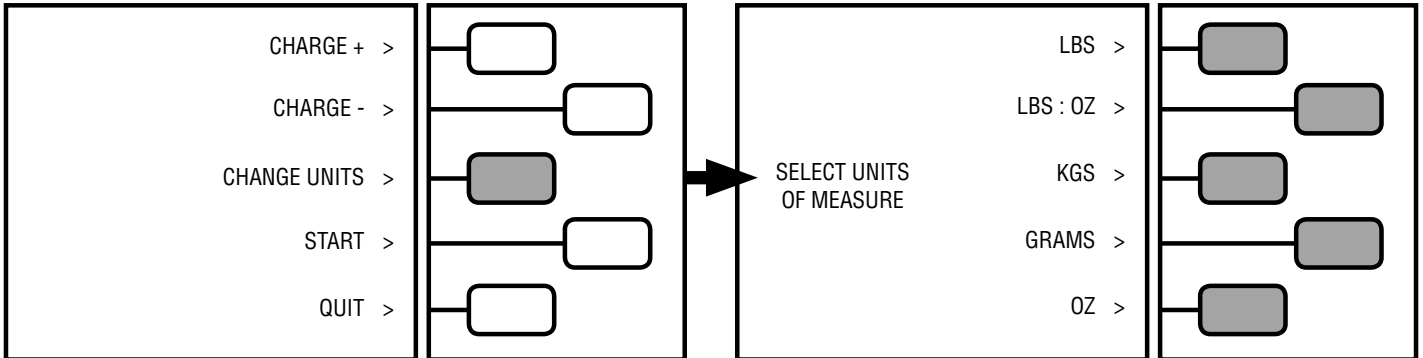 CHARGE + >
CHARGE - >
CHANGE UNITS >
START >
QUIT >
SELECT UNITS
OF MEASURE
LBS >
LBS : OZ >
KGS >
GRAMS >
OZ >